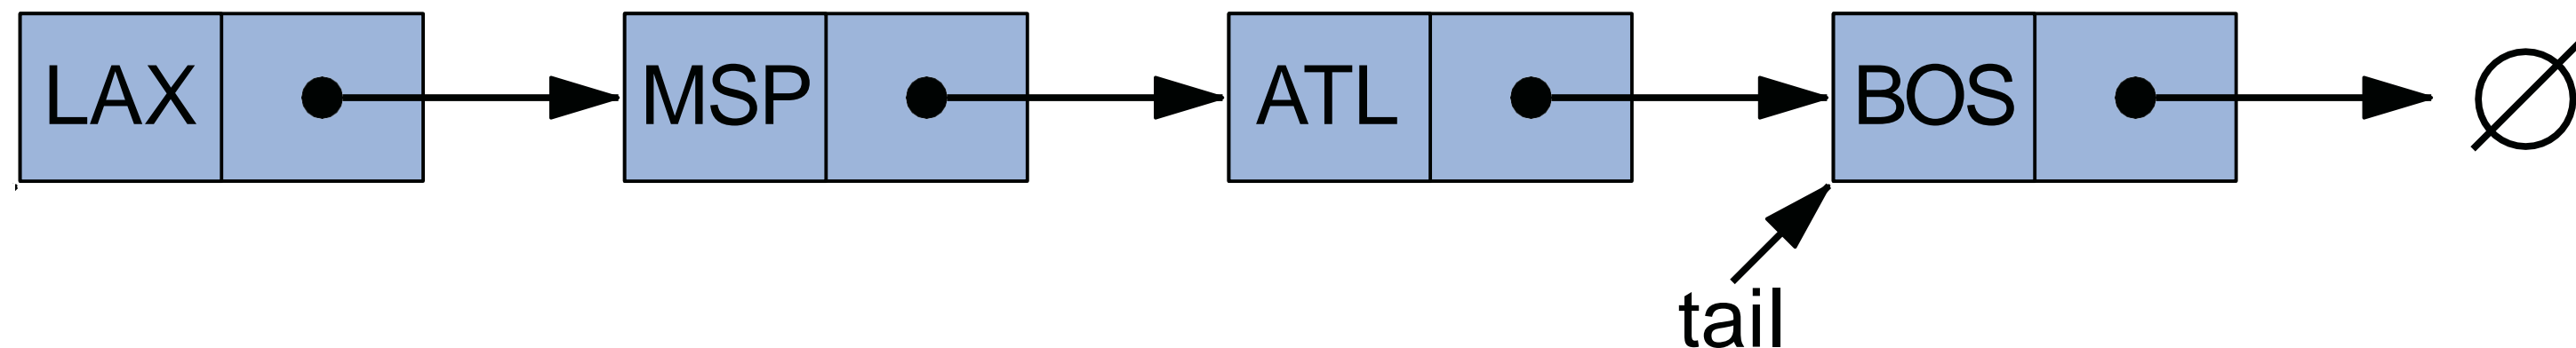 LAX MSP ATL BOS ∅
tail